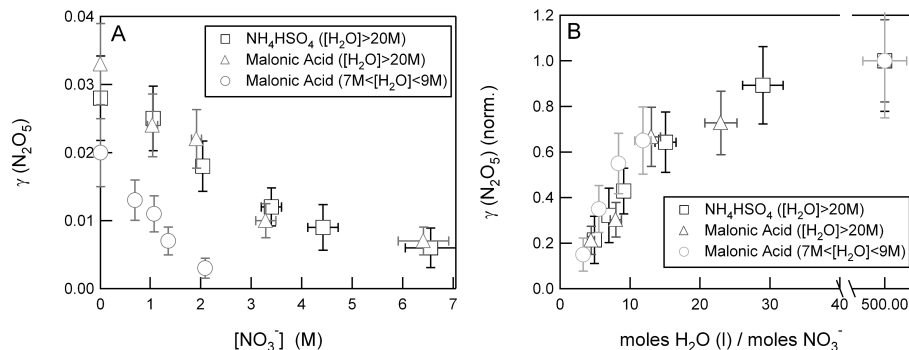 A
NH₄HSO₄ ([H₂O]>20M)
Malonic Acid ([H₂O]>20M)
Malonic Acid (7M<[H₂O]<9M)
γ (N₂O₅)
0.04
0.03
0.02
0.01
0.00
0 1 2 3 4 5 6 7
[NO₃⁻] (M)
B
γ (N₂O₅) (norm.)
1.2
1.0
0.8
0.6
0.4
0.2
0.0
NH₄HSO₄ ([H₂O]>20M)
Malonic Acid ([H₂O]>20M)
Malonic Acid (7M<[H₂O]<9M)
0 10 20 30 40 500.00
moles H₂O (l) / moles NO₃⁻